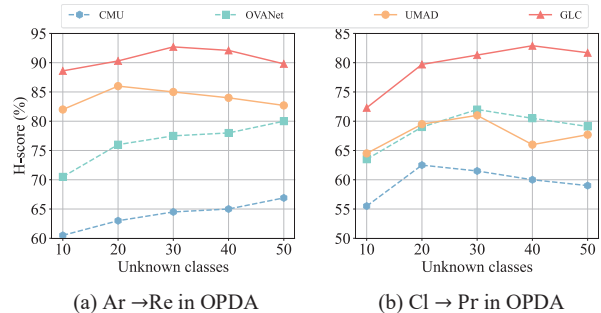 CMU OVANet UMAD GLC
95
90
85
80
75
70
65
60
H-score (%)
10 20 30 40 50
Unknown classes
(a) Ar →Re in OPDA
85
80
75
70
65
60
55
50
10 20 30 40 50
Unknown classes
(b) Cl → Pr in OPDA